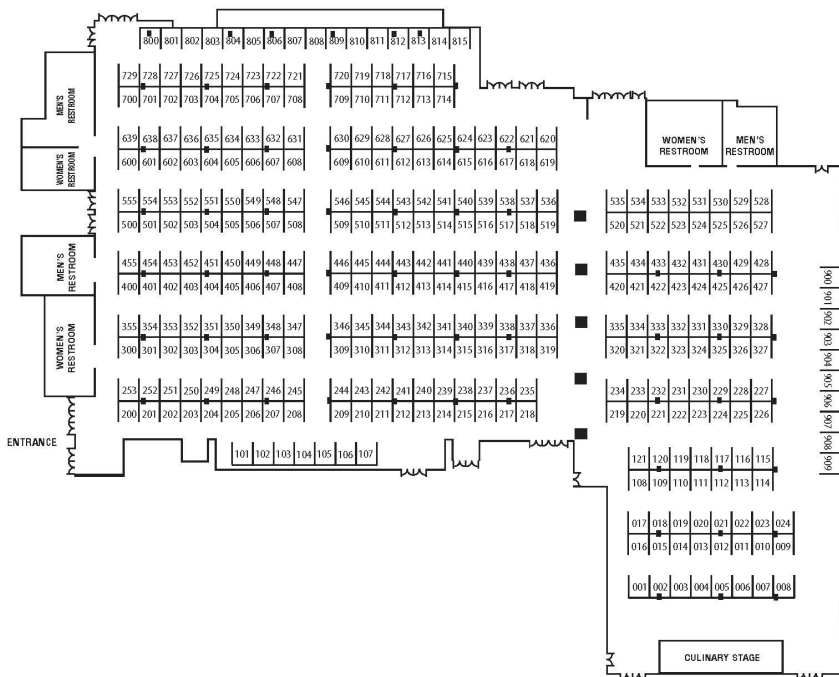 800 801 802 803 804 805 806 807 808 809 810 811 812 813 814 815
729 728 727 726 725 724 723 722 721 720 719 718 717 716 715
700 701 702 703 704 705 706 707 708 709 710 711 712 713 714
MEN'S
RESTROOM
WOMEN'S
RESTROOM
WOMEN'S
RESTROOM
MEN'S
RESTROOM
639 638 637 636 635 634 633 632 631 630 629 628 627 626 625 624 623 622 621 620
600 601 602 603 604 605 606 607 608 609 610 611 612 613 614 615 616 617 618 619
555 554 553 552 551 550 549 548 547 546 545 544 543 542 541 540 539 538 537 536 535 534 533 532 531 530 529 528
500 501 502 503 504 505 506 507 508 509 510 511 512 513 514 515 516 517 518 519 520 521 522 523 524 525 526 527
MEN'S
RESTROOM
455 454 453 452 451 450 449 448 447 446 445 444 443 442 441 440 439 438 437 436 435 434 433 432 431 430 429 428
400 401 402 403 404 405 406 407 408 409 410 411 412 413 414 415 416 417 418 419 420 421 422 423 424 425 426 427
WOMEN'S
RESTROOM
355 354 353 352 351 350 349 348 347 346 345 344 343 342 341 340 339 338 337 336 335 334 333 332 331 330 329 328
300 301 302 303 304 305 306 307 308 309 310 311 312 313 314 315 316 317 318 319 320 321 322 323 324 325 326 327
253 252 251 250 249 248 247 246 245 244 243 242 241 240 239 238 237 236 235 234 233 232 231 230 229 228 227
200 201 202 203 204 205 206 207 208 209 210 211 212 213 214 215 216 217 218 219 220 221 222 223 224 225 226
900 901 902 903 904 905 906 907 908 909
ENTRANCE
101 102 103 104 105 106 107
121 120 119 118 117 116 115
108 109 110 111 112 113 114
017 018 019 020 021 022 023 024
016 015 014 013 012 011 010 009
001 002 003 004 005 006 007 008
CULINARY STAGE